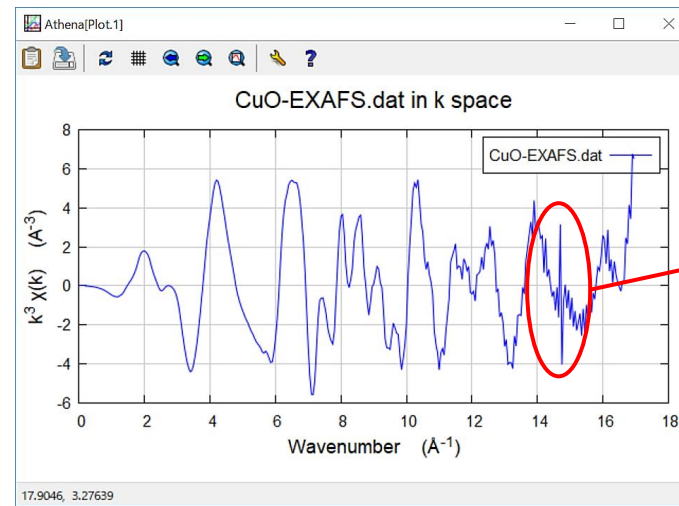 Athena[Plot.1]
CuO-EXAFS.dat in k space
CuO-EXAFS.dat
8
6
4
2
0
-2
-4
-6
k³ χ(k) (A⁻³)
0 2 4 6 8 10 12 14 16 18
Wavenumber (Å⁻¹)
17.9046, 3.27639